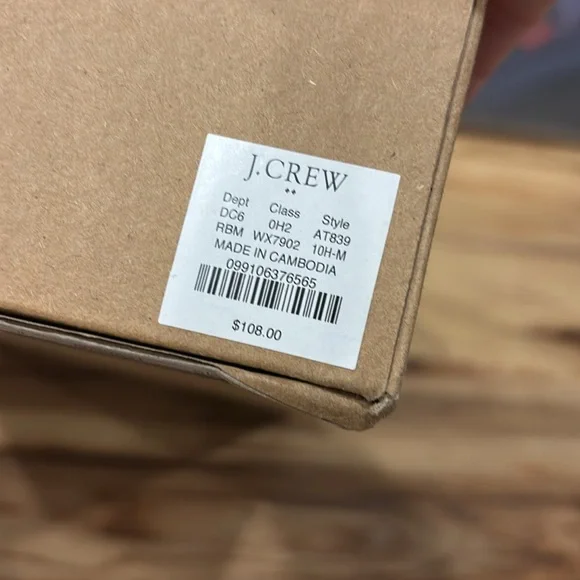 J.CREW
Dept Class Style
DC6 0H2 AT839
RBM WX7902 10H-M
MADE IN CAMBODIA
099106376565
$108.00